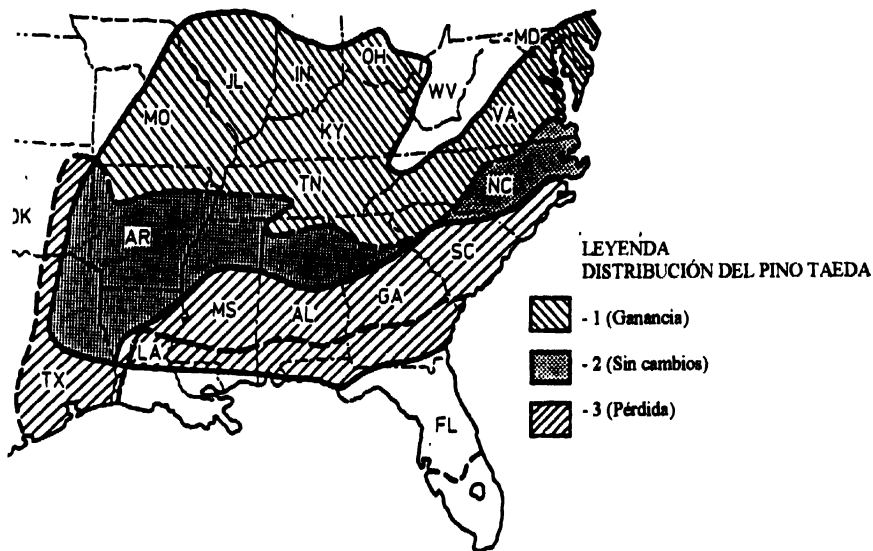 OH
MD
IN
JL
WV
MO
VA
KY
TN
NC
OK
AR
SC
MS
AL
GA
LA
TX
FL
LEYENDA
DISTRIBUCIÓN DEL PINO TAEDA
- 1 (Ganancia)
- 2 (Sin cambios)
- 3 (Pérdida)